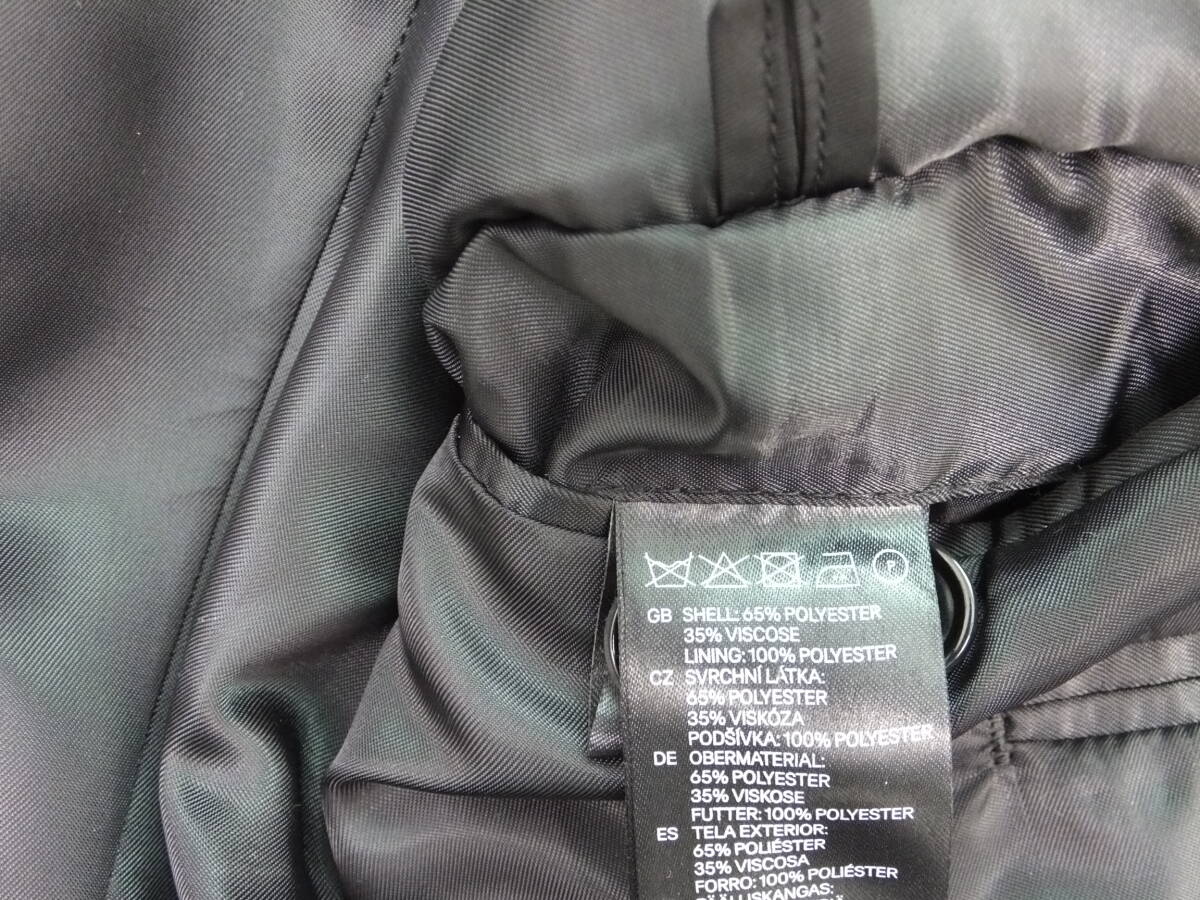 P
GB SHELL: 65% POLYESTER
35% VISCOSE
LINING: 100% POLYESTER
CZ SVRCHNÍ LÁTKA:
65% POLYESTER
35% VISKÓZA
PODŠÍVKA: 100% POLYESTER
DE OBERMATERIAL:
65% POLYESTER
35% VISKOSE
FUTTER: 100% POLYESTER
ES TELA EXTERIOR:
65% POLIÉSTER
35% VISCOSA
FORRO: 100% POLIÉSTER